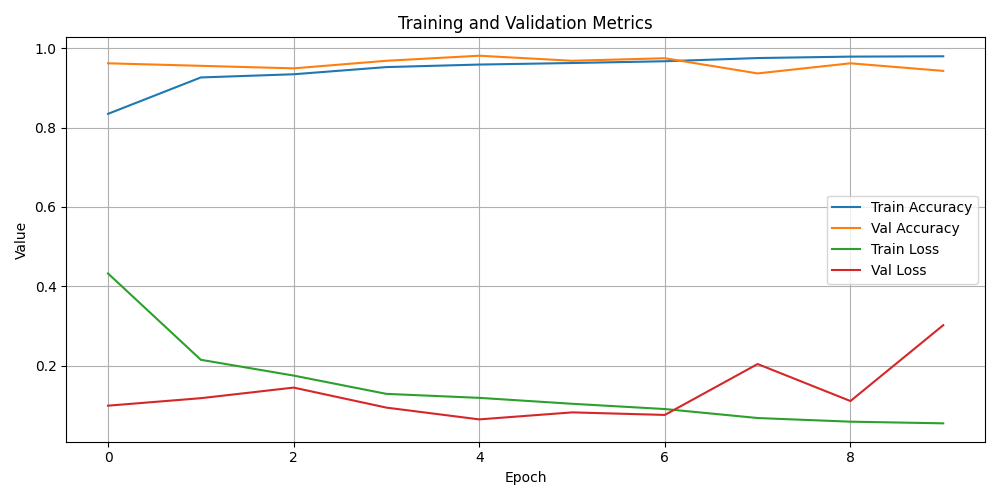 Training and Validation Metrics
1.0
0.8
0.6
0.4
0.2
Value
Train Accuracy
Val Accuracy
Train Loss
Val Loss
0 2 4 6 8
Epoch